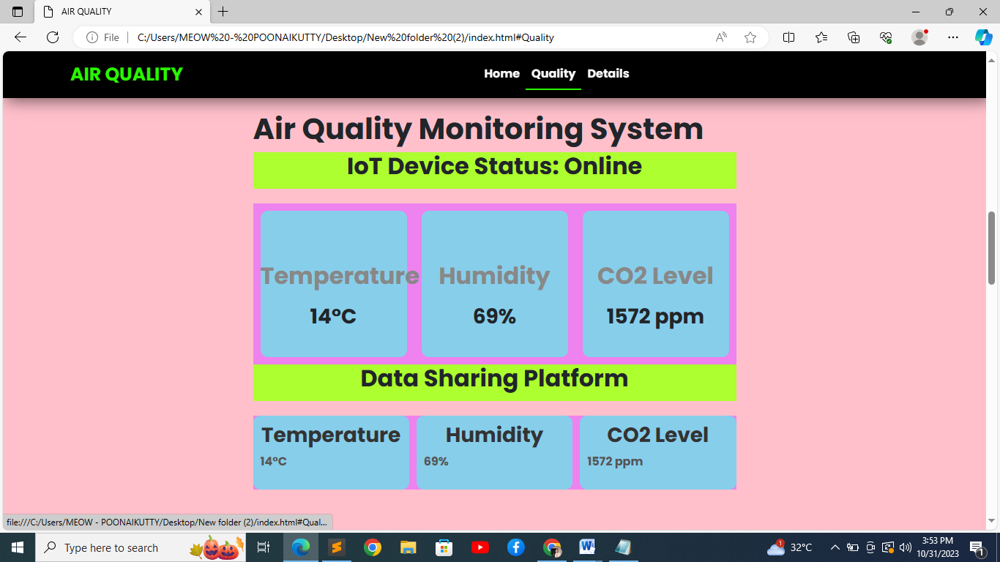 AIR QUALITY
File
C:/Users/MEOW%20-%20POONAIKUTTY/Desktop/New%20folder%20(2)/index.html#Quality
AIR QUALITY
Home Quality Details
Air Quality Monitoring System
IoT Device Status: Online
Temperature Humidity CO2 Level
14°C 69% 1572 ppm
Data Sharing Platform
Temperature Humidity CO2 Level
14°C 69% 1572 ppm
file:///C:/Users/MEOW - POONAIKUTTY/Desktop/New folder (2)/index.html#Qual...
Type here to search
1
32°C
3:53 PM
10/31/2023
1